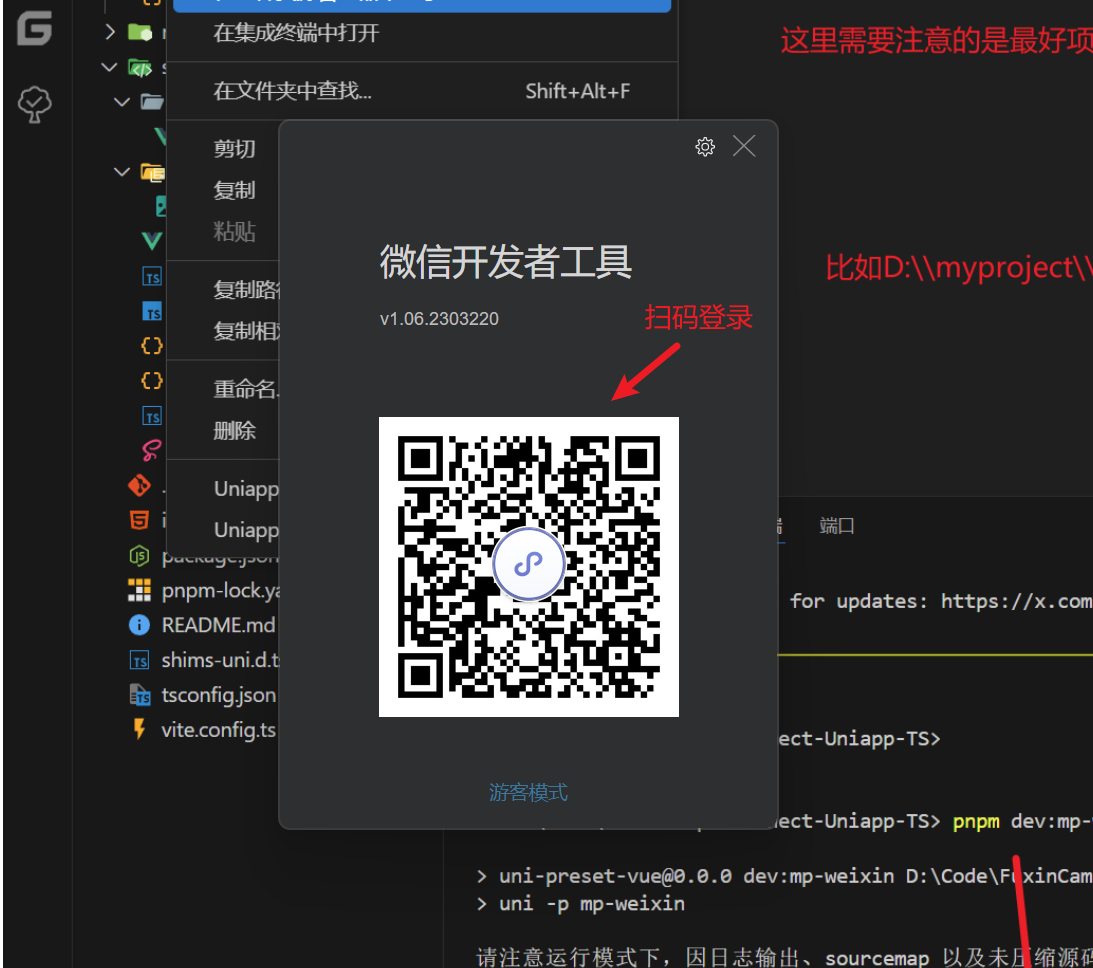 在集成终端中打开
这里需要注意的是最好项
在文件夹中查找... Shift+Alt+F
剪切
复制
粘贴
微信开发者工具
比如D:\\myproject\\
复制路
v1.06.2303220
扫码登录
复制相
重命名.
删除
Uniapp
Uniapp
端口
package.json
pnpm-lock.ya
for updates: https://x.com
README.md
shims-uni.d.ts
tsconfig.json
vite.config.ts
ect-Uniapp-TS>
游客模式
ect-Uniapp-TS> pnpm dev:mp-
> uni-preset-vue@0.0.0 dev:mp-weixin D:\Code\FuxinCam
> uni -p mp-weixin
请注意运行模式下，因日志输出、sourcemap 以及未压缩源码